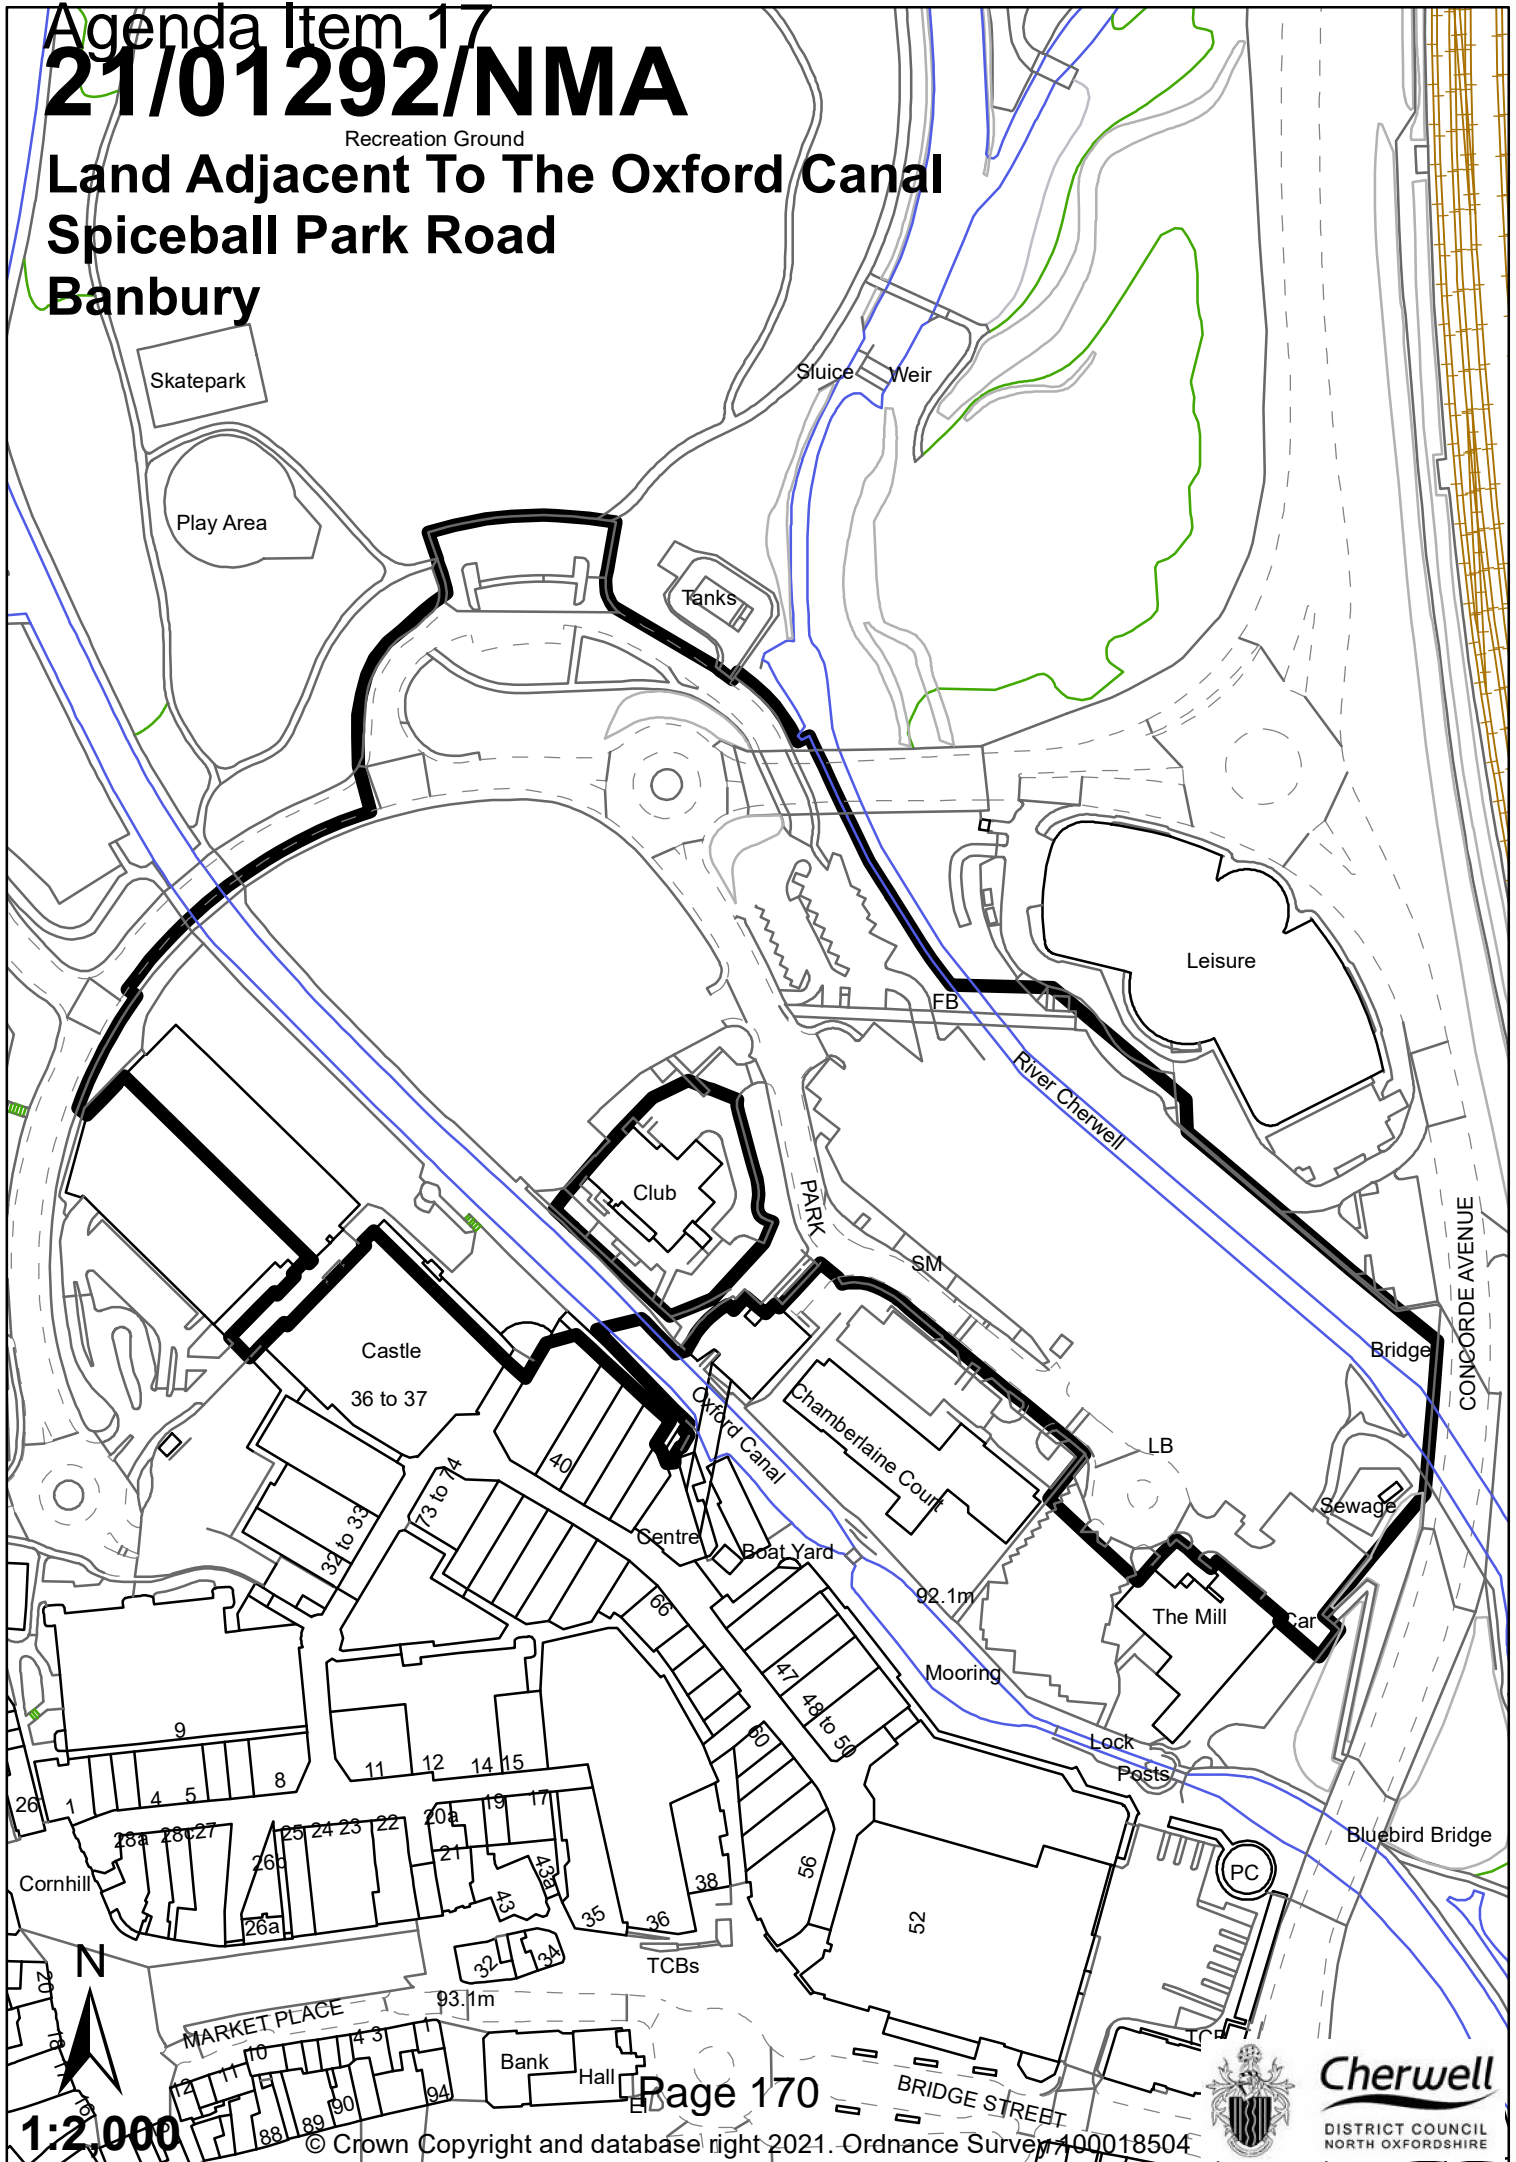 Agenda Item 17
21/01292/NMA
Recreation Ground
Land Adjacent To The Oxford Canal
Spiceball Park Road
Banbury
Skatepark
Sluice
Weir
Play Area
Tanks
Leisure
FB
River Cherwell
Club
PARK
SM
CONCORDE AVENUE
Castle
36 to 37
Bridge
Oxford Canal
Chamberlaine Court
LB
40
73 to 74
32 to 33
Sewage
Centre
Boat Yard
92.1m
66
The Mill
Car
Mooring
47
48 to 50
60
9
Lock
Posts
11
12
14
15
8
26
1
4
5
28a
28c
27
25
24
23
22
20a
19
17
21
26c
43a
43
56
Bluebird Bridge
PC
Cornhill
26a
35
36
38
52
N
32
34
TCBs
20
93.1m
MARKET PLACE
18
12
11
10
4
3
1
16
Bank
Hall
90
94
88
89
Page 170
BRIDGE STREET
Cherwell
DISTRICT COUNCIL
NORTH OXFORDSHIRE
1:2,000
© Crown Copyright and database right 2021. Ordnance Survey 100018504